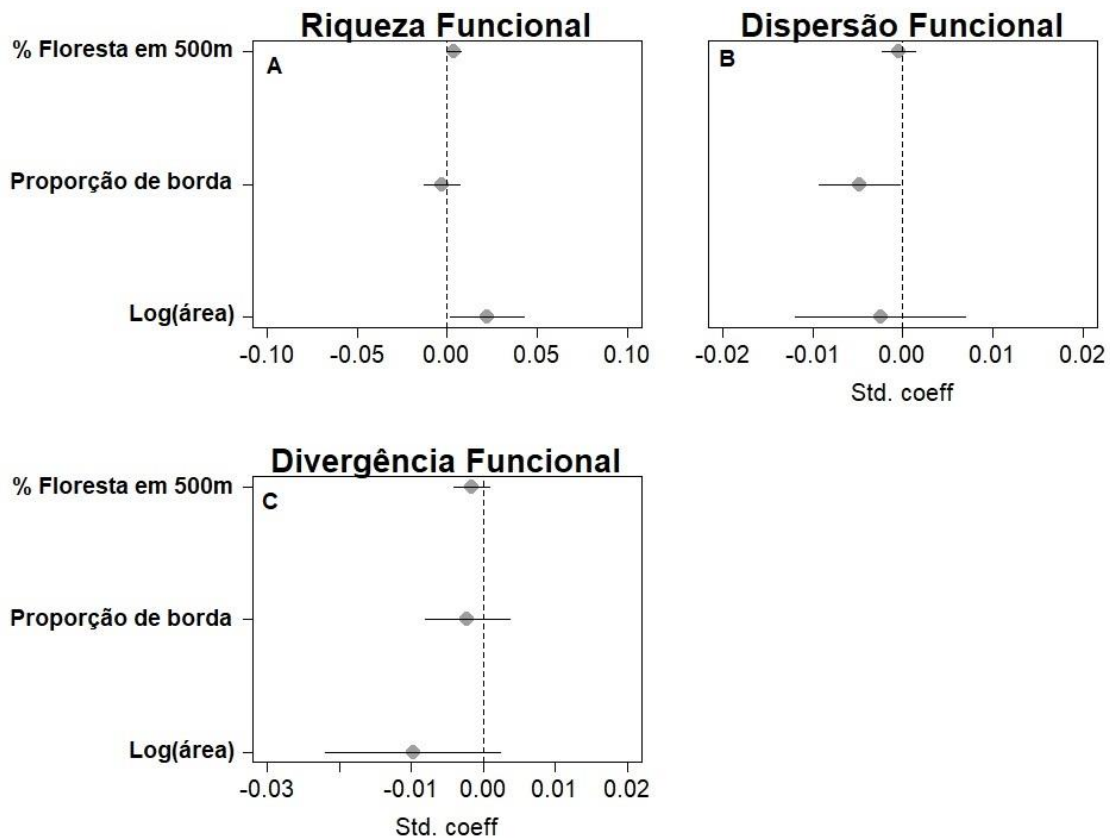 Riqueza Funcional
A
% Floresta em 500m
Proporção de borda
Log(área)
-0.10 -0.05 0.00 0.05 0.10
Dispersão Funcional
B
-0.02 -0.01 0.00 0.01 0.02
Std. coeff
Divergência Funcional
C
% Floresta em 500m
Proporção de borda
Log(área)
-0.03 -0.01 0.00 0.01 0.02
Std. coeff